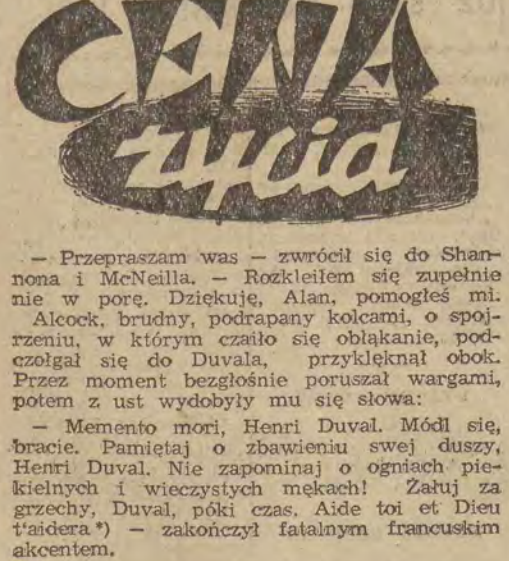 CENA
życia
— Przepraszam was — zwrócił się do Shan-
nona i McNeilla. — Rozkleiłem się zupełnie
nie w porę. Dziękuję, Alan, pomogłeś mi.
Alcock, brudny, podrapany kolcami, o spoj-
rzeniu, w którym czaiło się obłąkanie, pod-
czołgał się do Duvala, przyklęknął obok.
Przez moment bezgłośnie poruszał wargami,
potem z ust wydobyły mu się słowa:
— Memento mori, Henri Duval. Módl się,
bracie. Pamiętaj o zbawieniu swej duszy,
Henri Duval. Nie zapominaj o ogniach pie-
kielnych i wieczystych mękach! Żałuj za
grzechy, Duval, póki czas. Aide toi et Dieu
t'aidera *) — zakończył fatalnym francuskim
akcentem.